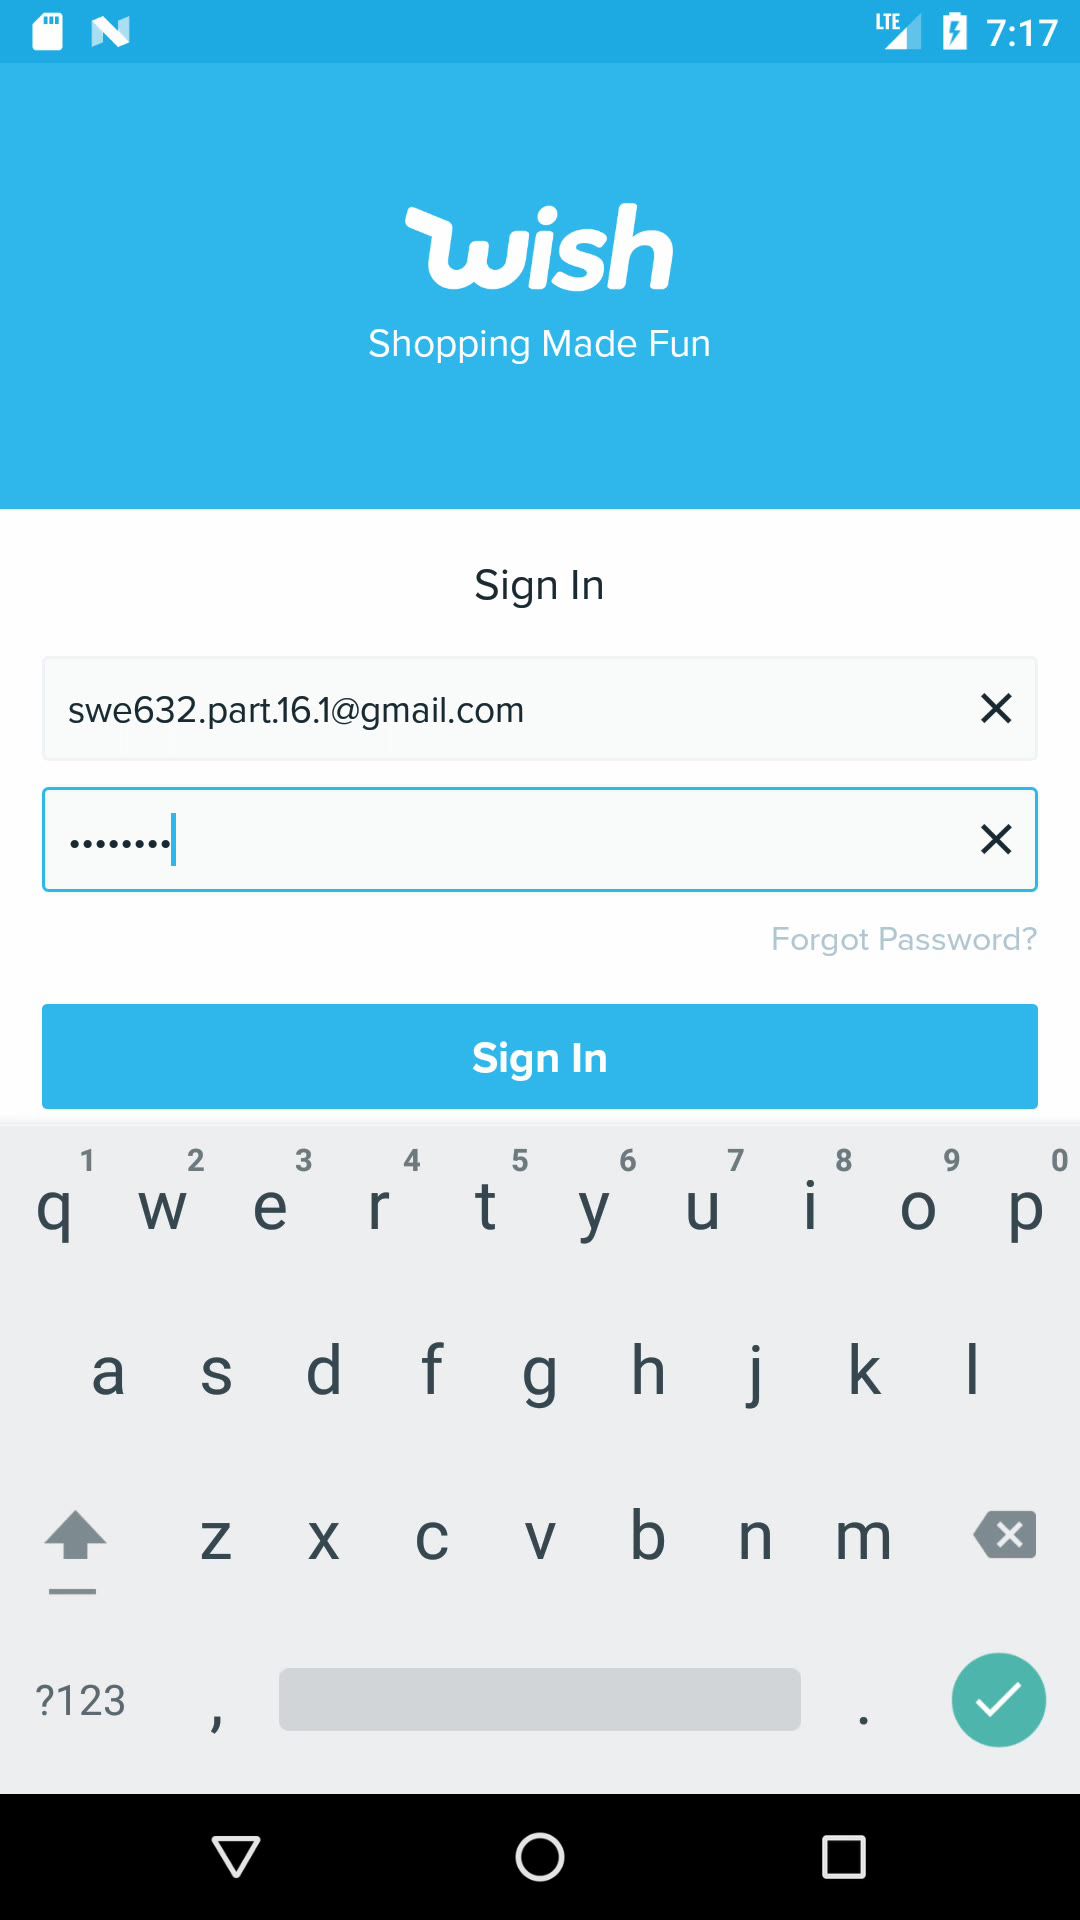 LTE 7:17
wish
Shopping Made Fun
Sign In
swe632.part.16.1@gmail.com
••••••••
Forgot Password?
Sign In
1 2 3 4 5 6 7 8 9 0
q w e r t y u i o p
a s d f g h j k l
z x c v b n m
?123 , .